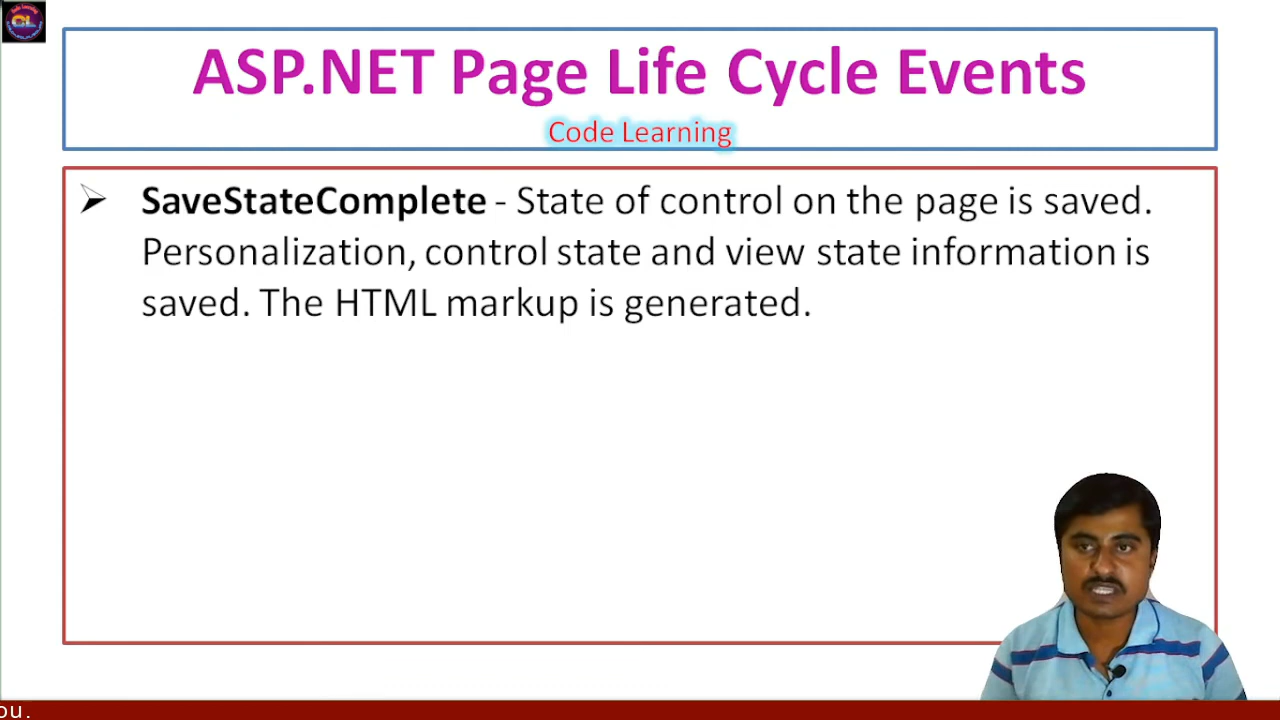 ASP.NET Page Life Cycle Events
Code Learning
SaveStateComplete - State of control on the page is saved.
Personalization, control state and view state information is
saved. The HTML markup is generated.
ou.